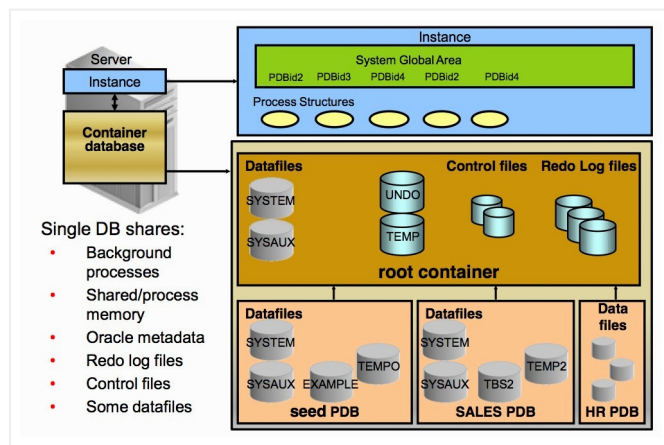 Server
Instance
Container
database
Single DB shares:
• Background
processes
• Shared/process
memory
• Oracle metadata
• Redo log files
• Control files
• Some datafiles
Instance
System Global Area
PDBid2 PDBid3 PDBid4 PDBid2 PDBid4
Process Structures
Datafiles
SYSTEM
SYSAUX
UNDO
TEMP
Control files
Redo Log files
root container
Datafiles
SYSTEM
SYSAUX
EXAMPLE
TEMPO
seed PDB
Datafiles
SYSTEM
SYSAUX
TBS2
TEMP2
SALES PDB
Data
files
HR PDB